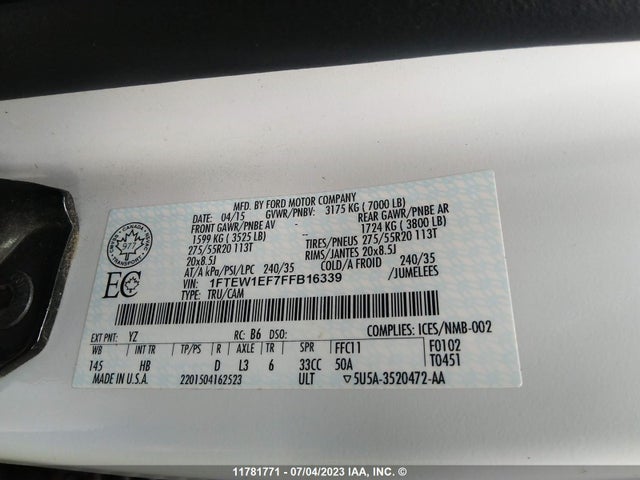 MFD. BY FORD MOTOR COMPANY
DATE: 04/15 GVWR/PNBV: 3175 KG ( 7000 LB)
FRONT GAWR/PNBE AV REAR GAWR/PNBE AR
1599 KG ( 3525 LB) 1724 KG ( 3800 LB)
275/55R20 113T TIRES/PNEUS 275/55R20 113T
20x8.5J RIMS/JANTES 20x8.5J
AT/A kPa/PSI/LPC 240/35 COLD/A FROID 240/35
VIN: 1FTEW1EF7FFB16339 /JUMELEES
TYPE: TRU/CAM
CANADA
TRANSPORT
977
EC
EXT PNT: YZ RC: B6 DSO: COMPLIES: ICES/NMB-002
WB INT TR TP/PS R AXLE TR SPR FFC11 F0102
145 HB D L3 6 33CC 50A T0451
MADE IN U.S.A. 2201504162523 ULT 5U5A-3520472-AA
11781771 - 07/04/2023 IAA, INC. ©